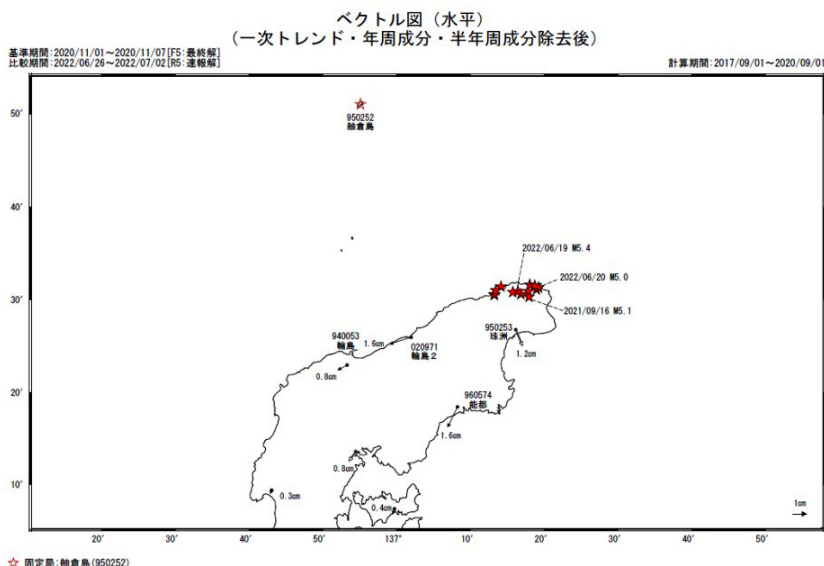 ベクトル図（水平）
（一次トレンド・年周成分・半年周成分除去後）
基準期間:2020/11/01～2020/11/07[F5:最終解]
比較期間:2022/06/26～2022/07/02[R5:速報解]
計算期間:2017/09/01～2020/09/01
50′
950252
舳倉島
40′
2022/06/19 M5.4
2022/06/20 M5.0
30′
2021/09/16 M5.1
950253
珠洲
940053
輪島
1.6cm
020971
輪島２
1.2cm
0.8cm
20′
960574
能都
1.6cm
0.8cm
10′
0.3cm
0.4cm
1cm
20′
30′
40′
50′
137°
10′
20′
30′
40′
50′
☆ 固定局:舳倉島(950252)